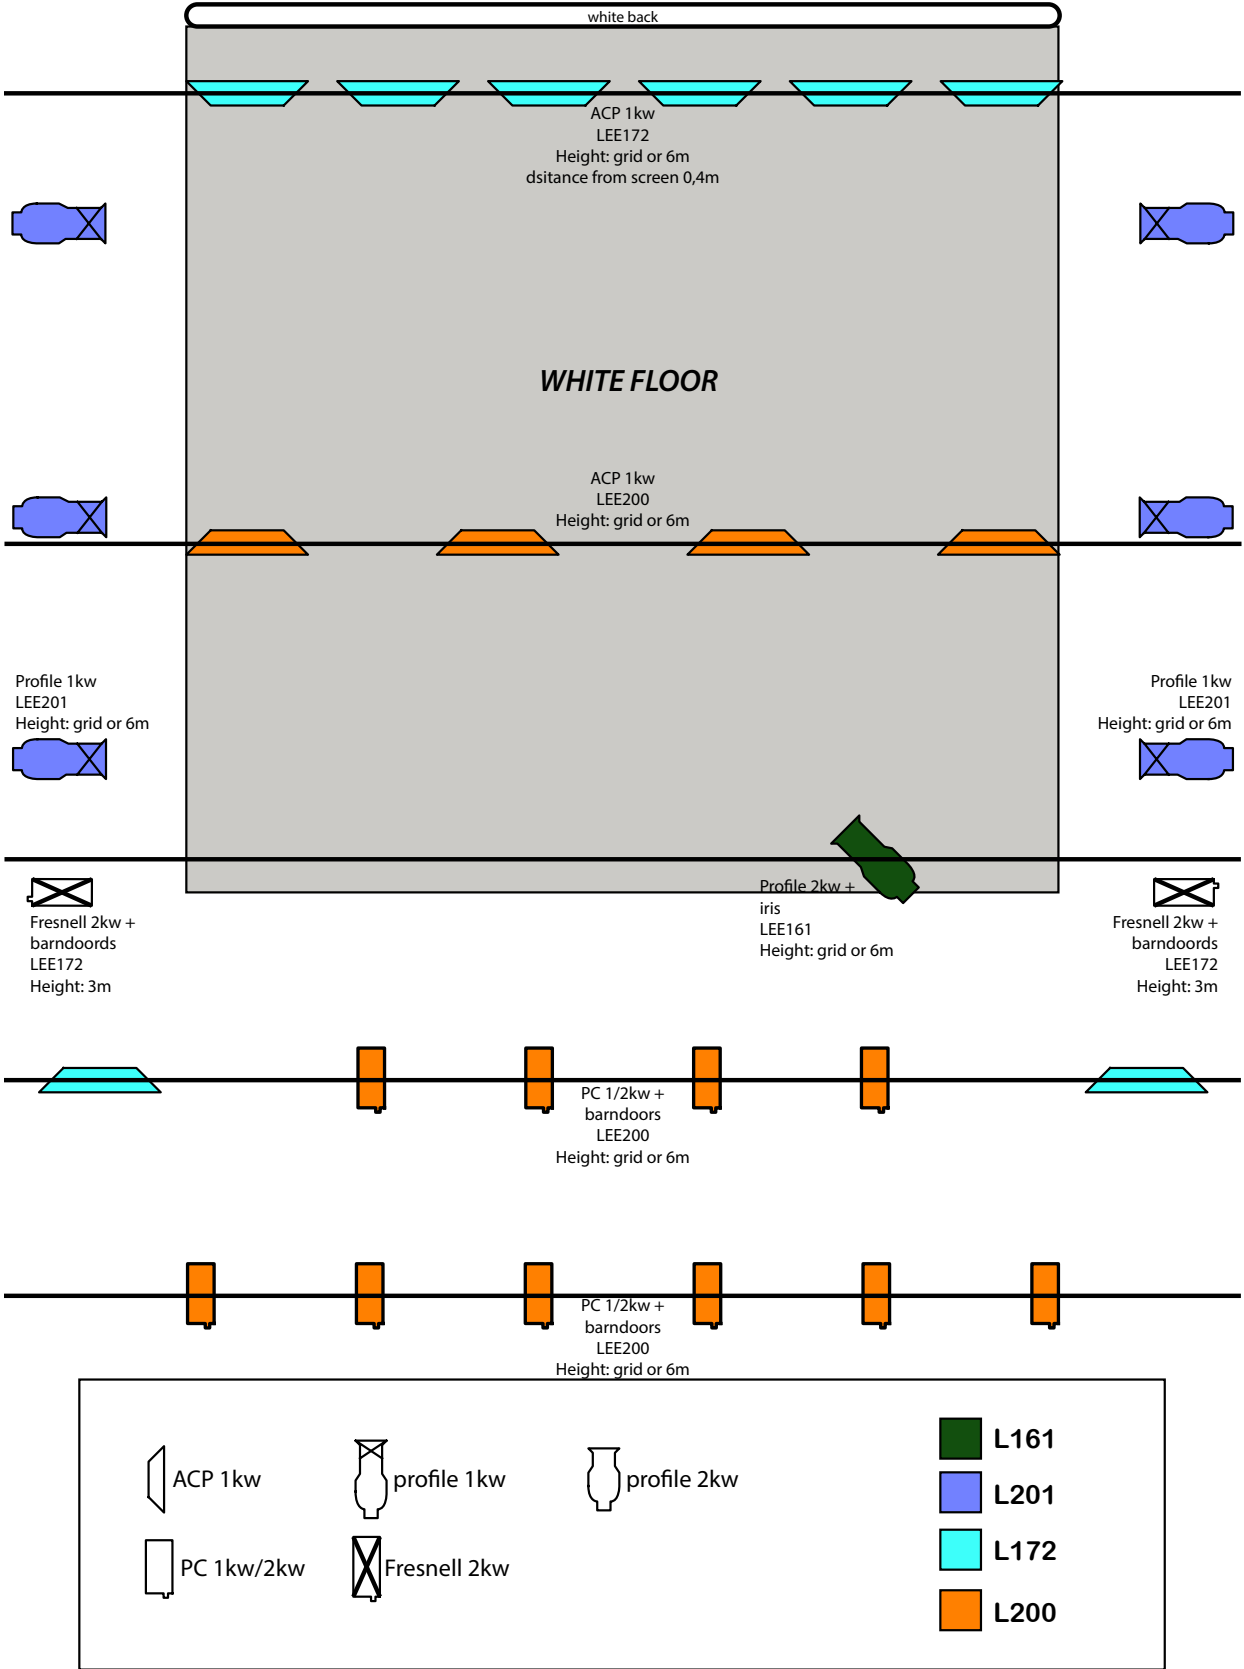 white back
ACP 1kw
LEE172
Height: grid or 6m
dsitance from screen 0,4m
WHITE FLOOR
ACP 1kw
LEE200
Height: grid or 6m
Profile 1kw
LEE201
Height: grid or 6m
Profile 1kw
LEE201
Height: grid or 6m
Fresnell 2kw +
barndoords
LEE172
Height: 3m
Profile 2kw +
iris
LEE161
Height: grid or 6m
Fresnell 2kw +
barndoords
LEE172
Height: 3m
PC 1/2kw +
barndoors
LEE200
Height: grid or 6m
PC 1/2kw +
barndoors
LEE200
Height: grid or 6m
ACP 1kw
profile 1kw
profile 2kw
PC 1kw/2kw
Fresnell 2kw
L161
L201
L172
L200